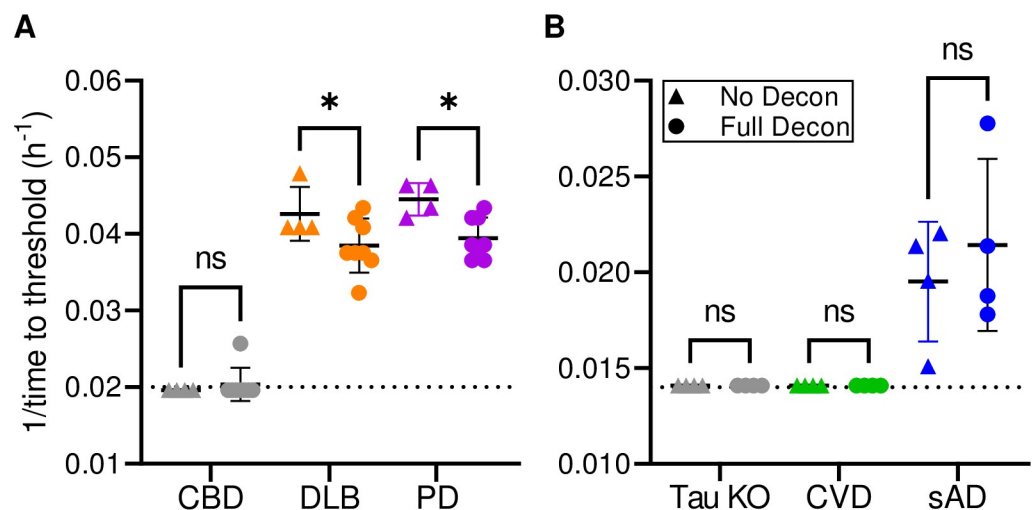 A
B
1/time to threshold (h-1)
0.06
0.05
0.04
0.03
0.02
0.01
ns
*
*
CBD
DLB
PD
0.030
0.025
0.020
0.015
0.010
No Decon
Full Decon
ns
ns
ns
Tau KO
CVD
sAD